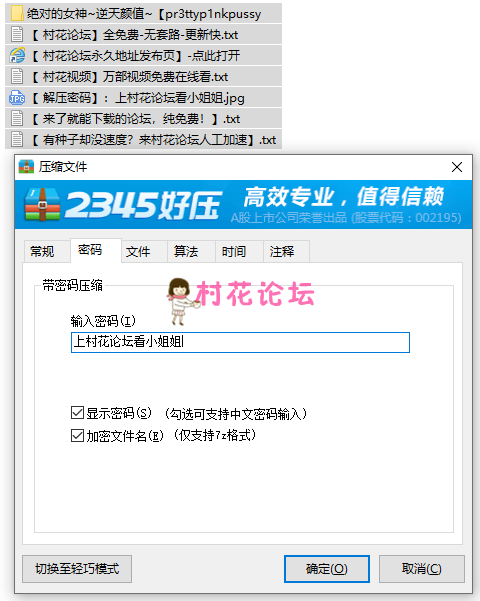 绝对的女神~逆天颜值~【pr3ttyp1nkpussy
【 村花论坛】全免费-无套路-更新快.txt
【 村花论坛永久地址发布页】-点此打开
【 村花视频】万部视频免费在线看.txt
JPG 【 解压密码】：上村花论坛看小姐姐.jpg
【 来了就能下载的论坛，纯免费！】.txt
【 有种子却没速度？来村花论坛人工加速】.txt
压缩文件
2345好压 高效专业，值得信赖
A股上市公司荣誉出品 (股票代码：002195)
常规 密码 文件 算法 时间 注释
带密码压缩
村花论坛
输入密码(I)
上村花论坛看小姐姐
显示密码(S) （勾选可支持中文密码输入）
加密文件名(E) (仅支持7z格式)
切换至轻巧模式 确定(O) 取消(C)